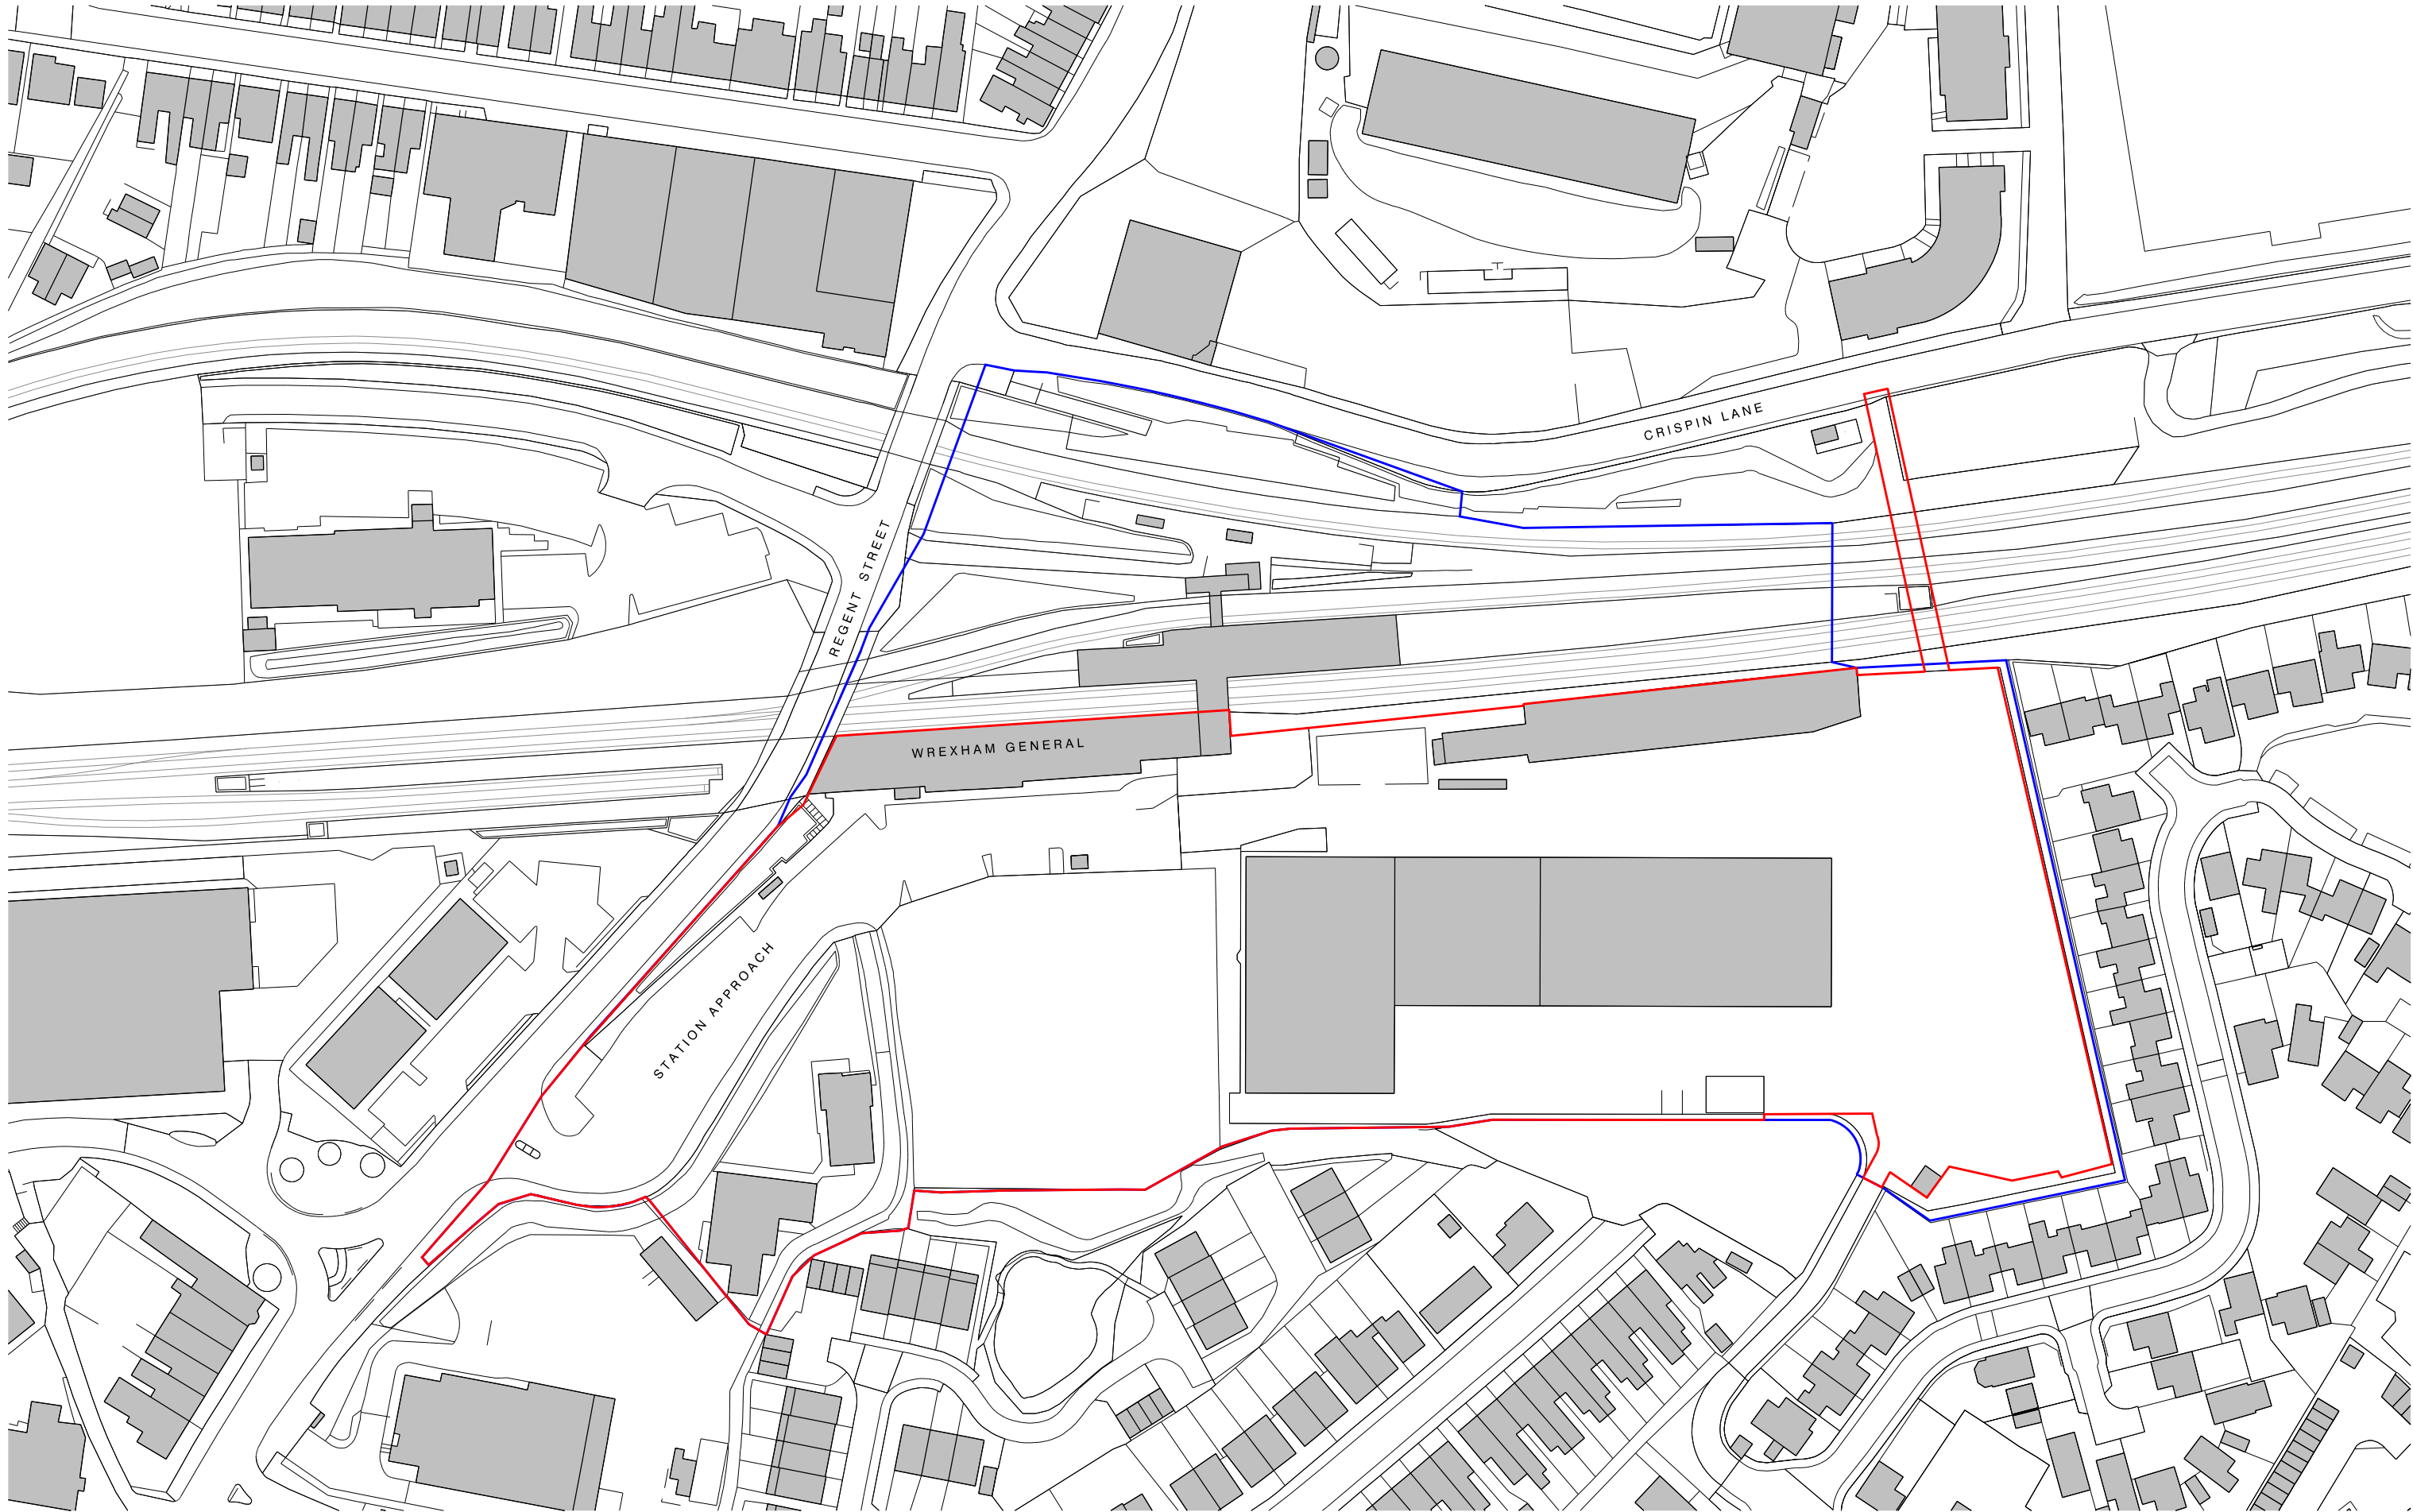 CRISPIN LANE
REGENT STREET
WREXHAM GENERAL
STATION APPROACH